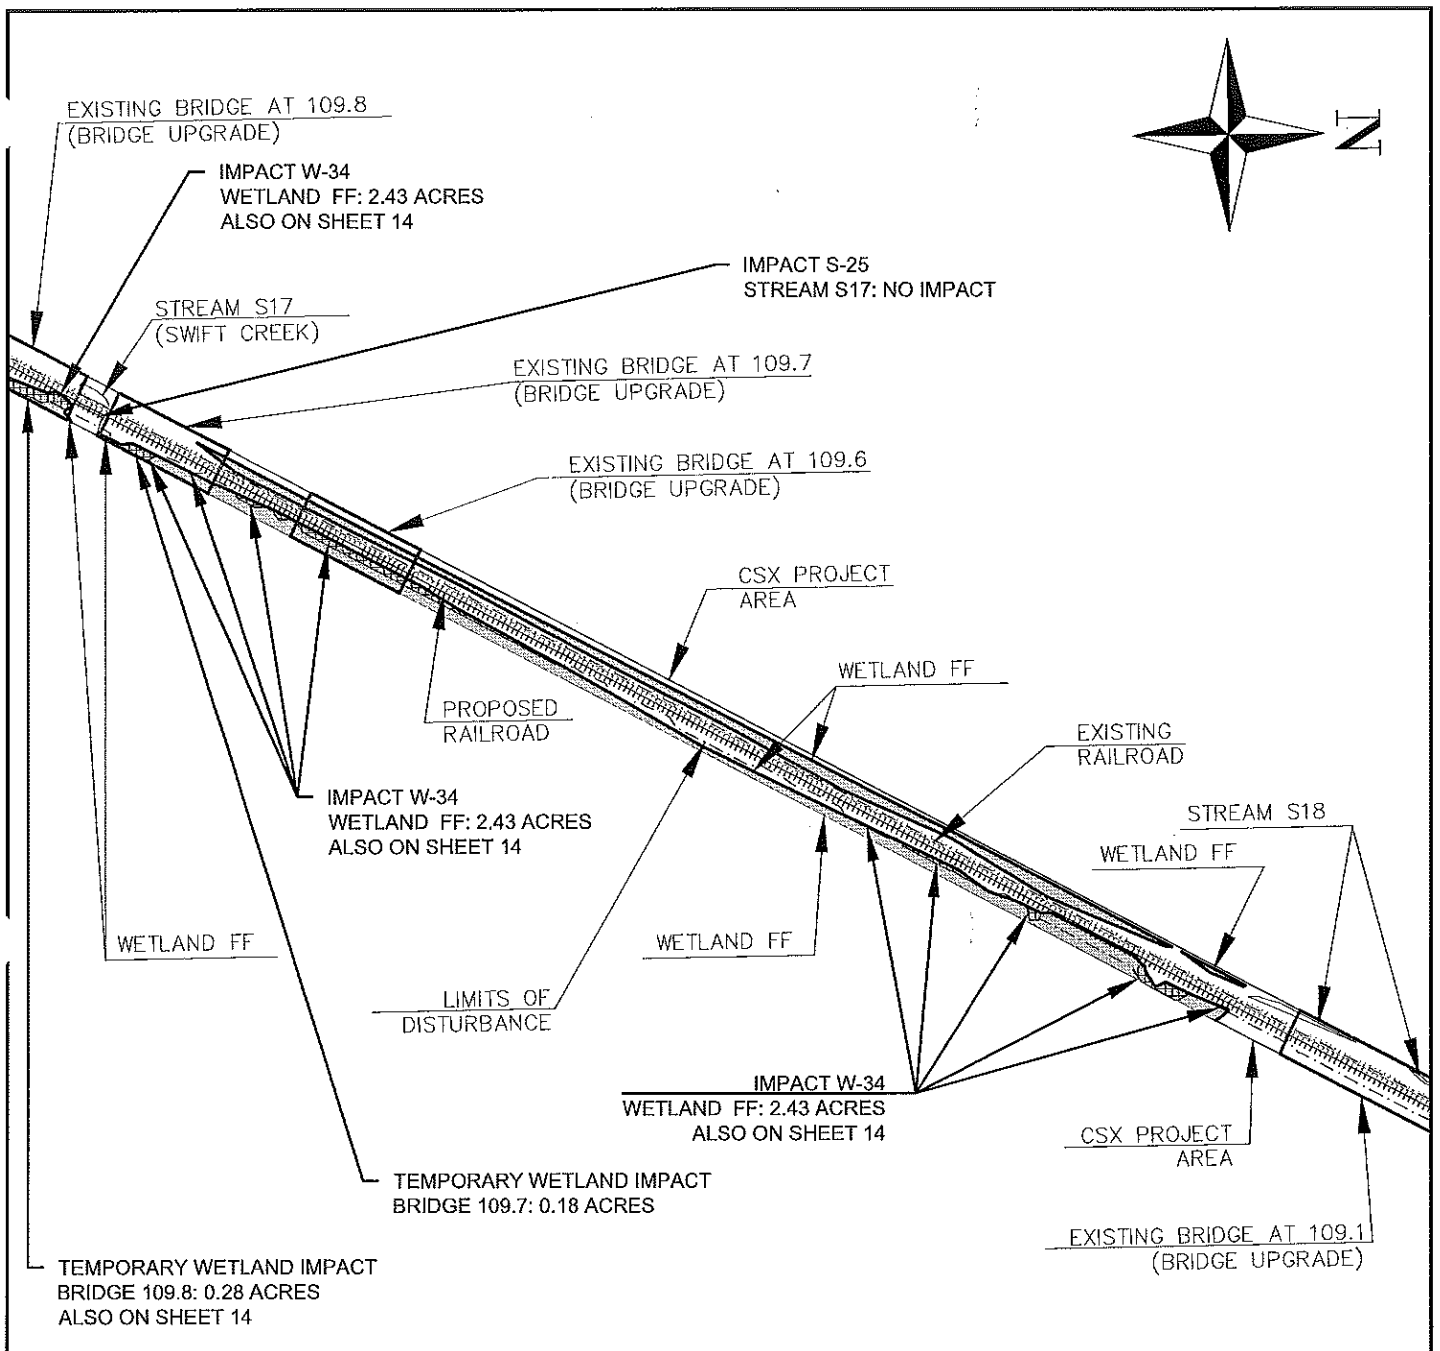 EXISTING BRIDGE AT 109.8
(BRIDGE UPGRADE)
IMPACT W-34
WETLAND FF: 2.43 ACRES
ALSO ON SHEET 14
N
IMPACT S-25
STREAM S17: NO IMPACT
STREAM S17
(SWIFT CREEK)
EXISTING BRIDGE AT 109.7
(BRIDGE UPGRADE)
EXISTING BRIDGE AT 109.6
(BRIDGE UPGRADE)
CSX PROJECT
AREA
WETLAND FF
PROPOSED
RAILROAD
EXISTING
RAILROAD
IMPACT W-34
WETLAND FF: 2.43 ACRES
ALSO ON SHEET 14
STREAM S18
WETLAND FF
WETLAND FF
WETLAND FF
LIMITS OF
DISTURBANCE
IMPACT W-34
WETLAND FF: 2.43 ACRES
ALSO ON SHEET 14
CSX PROJECT
AREA
TEMPORARY WETLAND IMPACT
BRIDGE 109.7: 0.18 ACRES
EXISTING BRIDGE AT 109.1
(BRIDGE UPGRADE)
TEMPORARY WETLAND IMPACT
BRIDGE 109.8: 0.28 ACRES
ALSO ON SHEET 14